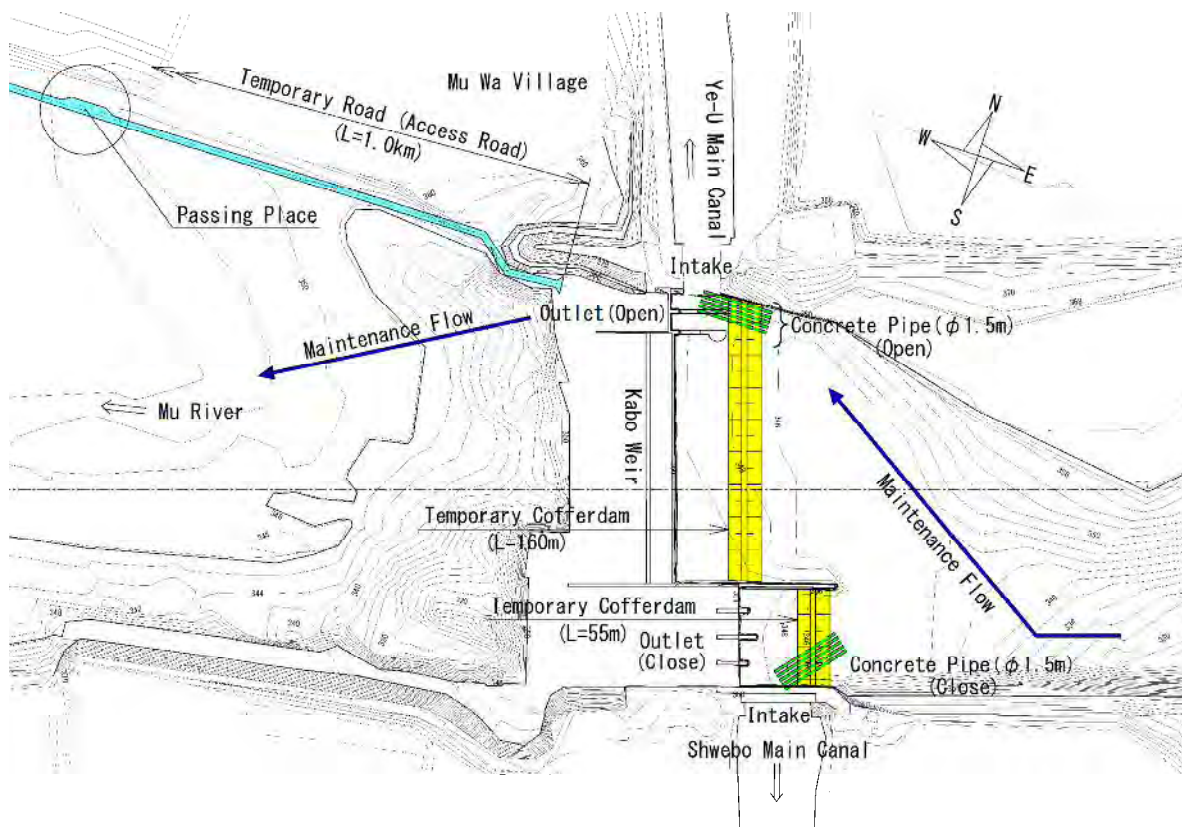 Mu Wa Village
Temporary Road (Access Road)
(L=1.0km)
Passing Place
Ye-U Main Canal
N
W
E
S
Intake
Outlet(Open)
Concrete Pipe(φ1.5m)
(Open)
Maintenance Flow
Mu River
Kabo Weir
Maintenance Flow
Temporary Cofferdam
(L=160m)
Temporary Cofferdam
(L=55m)
Outlet
(Close)
Concrete Pipe(φ1.5m)
(Close)
Intake
Shwebo Main Canal
344
370